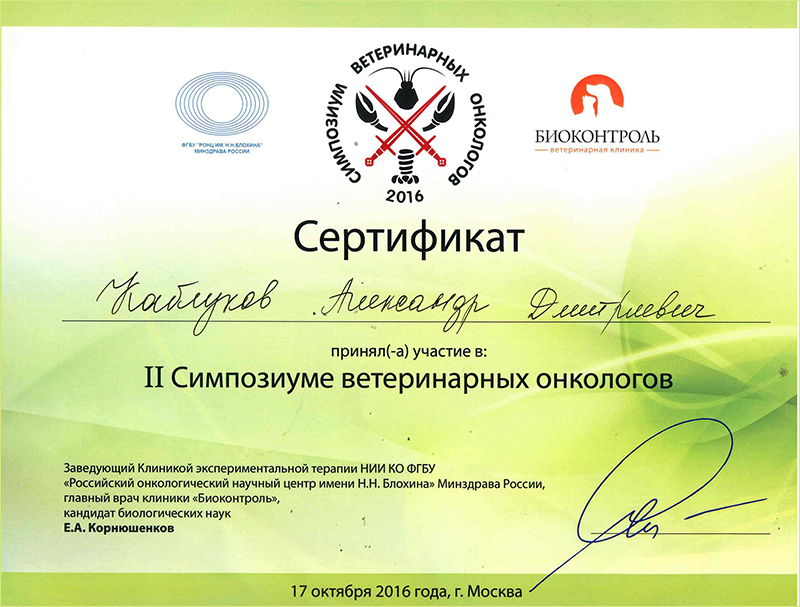 СИМПОЗИУМ ВЕТЕРИНАРНЫХ ОНКОЛОГОВ
2016
ФГБУ "РОНЦ ИМ. Н.Н.БЛОХИНА"
МИНЗДРАВА РОССИИ
БИОКОНТРОЛЬ
ветеринарная клиника
Сертификат
Каблуков Александр Дмитриевич
принял(-а) участие в:
II Симпозиуме ветеринарных онкологов
Заведующий Клиникой экспериментальной терапии НИИ КО ФГБУ
«Российский онкологический научный центр имени Н.Н. Блохина» Минздрава России,
главный врач клиники «Биоконтроль»,
кандидат биологических наук
Е.А. Корнюшенков
17 октября 2016 года, г. Москва